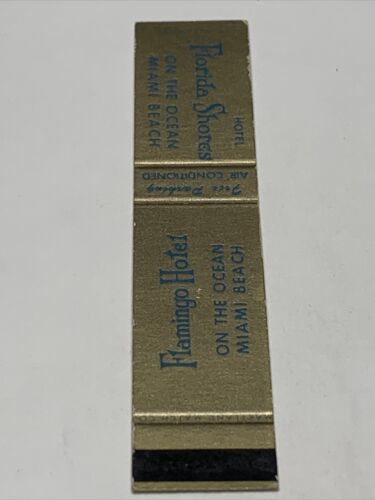 HOTEL
Florida Shores
ON THE OCEAN
MIAMI BEACH
Free Parking
AIR CONDITIONED
Flamingo Hotel
ON THE OCEAN
MIAMI BEACH